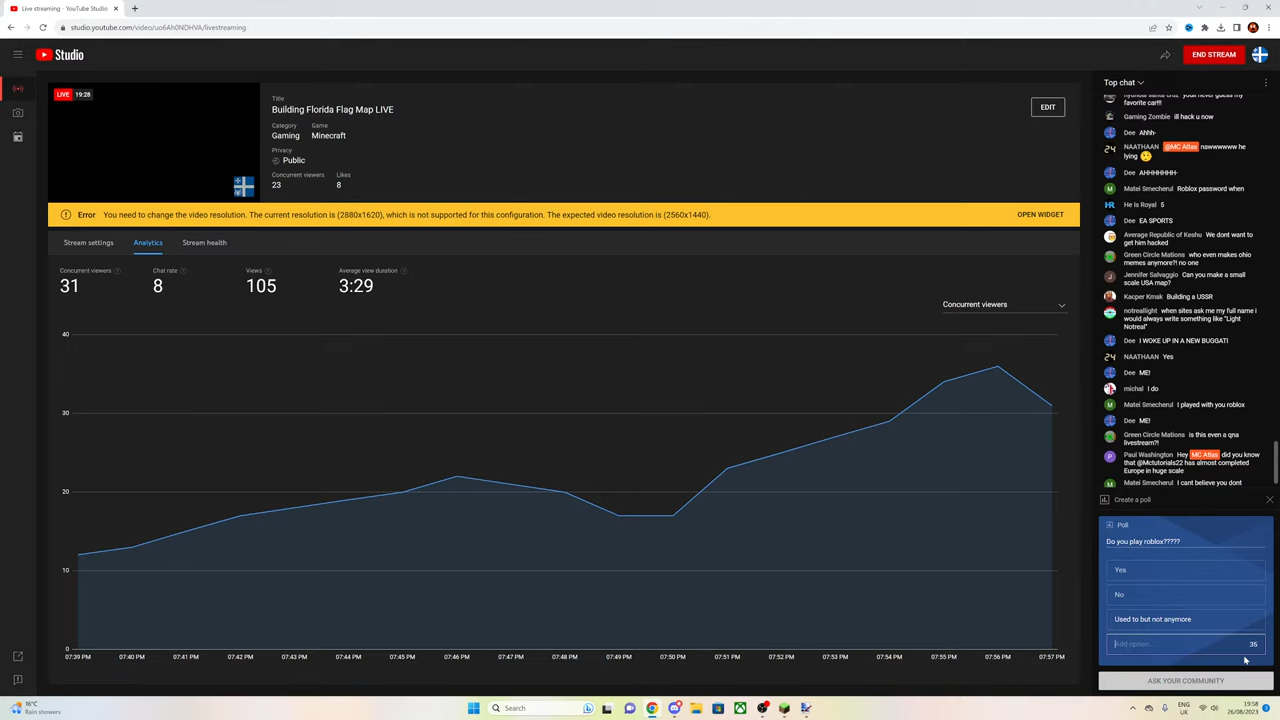 Live streaming - YouTube Studio
studio.youtube.com/video/uo6Ah0NDHVA/livestreaming
Studio
END STREAM
LIVE 19:28
Title
Building Florida Flag Map LIVE
EDIT
Category Game
Gaming Minecraft
Privacy
Public
Concurrent viewers Likes
23 8
Error You need to change the video resolution. The current resolution is (2880x1620), which is not supported for this configuration. The expected video resolution is (2560x1440).
OPEN WIDGET
Stream settings Analytics Stream health
Concurrent viewers Chat rate Views Average view duration
31 8 105 3:29
Concurrent viewers
40
30
20
10
0
07:39 PM 07:40 PM 07:41 PM 07:42 PM 07:43 PM 07:44 PM 07:45 PM 07:46 PM 07:47 PM 07:48 PM 07:49 PM 07:50 PM 07:51 PM 07:52 PM 07:53 PM 07:54 PM 07:55 PM 07:56 PM 07:57 PM
Top chat
favorite car!!!
Gaming Zombie ill hack u now
Dee Ahhh-
NAATHAAN @MC Atlas nawwwwww he
lying
Dee AHHHHHHH-
Matei Smecherul Roblox password when
He Is Royal 5
Dee EA SPORTS
Average Republic of Keshu We dont want to
get him hacked
Green Circle Mations who even makes ohio
memes anymore?! no one
Jennifer Salvaggio Can you make a small
scale USA map?
Kacper Kmak Building a USSR
notreallight when sites ask me my full name i
would always write something like "Light
Notreal"
Dee I WOKE UP IN A NEW BUGGATI
NAATHAAN Yes
Dee ME!
michal I do
Matei Smecherul I played with you roblox
Dee ME!
Green Circle Mations is this even a qna
livestream?!
Paul Washington Hey MC Atlas did you know
that @Mctutorials22 has almost completed
Europe in huge scale
Matei Smecherul I cant believe you dont
Create a poll
Poll
Do you play roblox?????
Yes
No
Used to but not anymore
Add option... 35
ASK YOUR COMMUNITY
16°C
Rain showers
Search
ENG
UK
19:58
26/08/2023